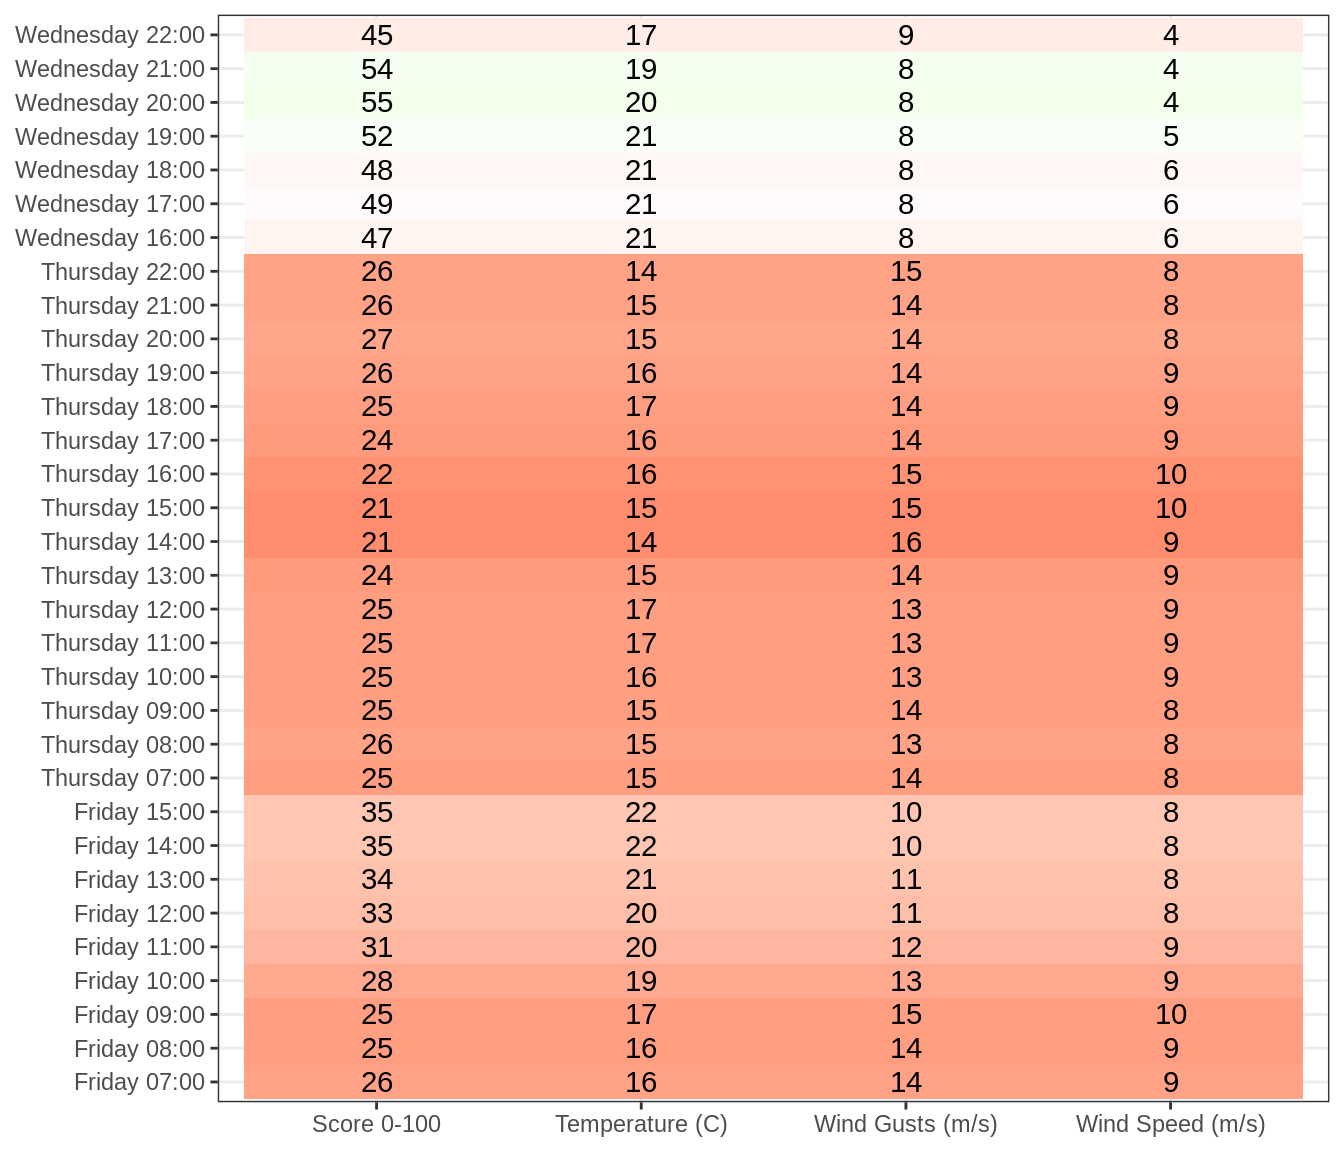 Wednesday 22:00 45 17 9 4
Wednesday 21:00 54 19 8 4
Wednesday 20:00 55 20 8 4
Wednesday 19:00 52 21 8 5
Wednesday 18:00 48 21 8 6
Wednesday 17:00 49 21 8 6
Wednesday 16:00 47 21 8 6
Thursday 22:00 26 14 15 8
Thursday 21:00 26 15 14 8
Thursday 20:00 27 15 14 8
Thursday 19:00 26 16 14 9
Thursday 18:00 25 17 14 9
Thursday 17:00 24 16 14 9
Thursday 16:00 22 16 15 10
Thursday 15:00 21 15 15 10
Thursday 14:00 21 14 16 9
Thursday 13:00 24 15 14 9
Thursday 12:00 25 17 13 9
Thursday 11:00 25 17 13 9
Thursday 10:00 25 16 13 9
Thursday 09:00 25 15 14 8
Thursday 08:00 26 15 13 8
Thursday 07:00 25 15 14 8
Friday 15:00 35 22 10 8
Friday 14:00 35 22 10 8
Friday 13:00 34 21 11 8
Friday 12:00 33 20 11 8
Friday 11:00 31 20 12 9
Friday 10:00 28 19 13 9
Friday 09:00 25 17 15 10
Friday 08:00 25 16 14 9
Friday 07:00 26 16 14 9
Score 0-100 Temperature (C) Wind Gusts (m/s) Wind Speed (m/s)